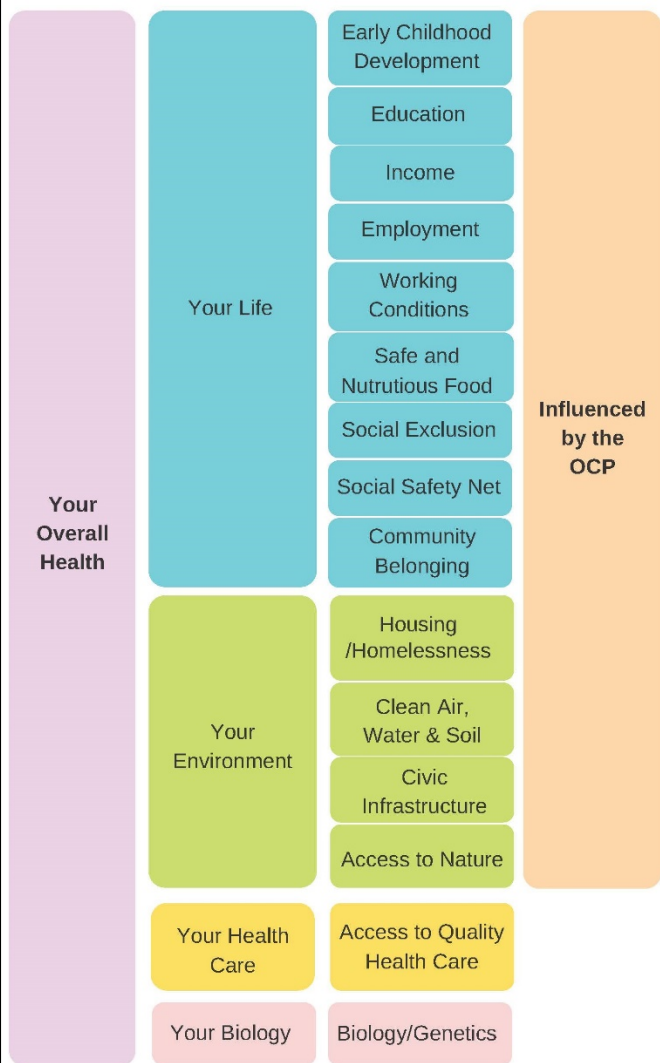 Your
Overall
Health
Your Life
Early Childhood
Development
Education
Income
Employment
Working
Conditions
Safe and
Nutrutious Food
Social Exclusion
Social Safety Net
Community
Belonging
Your
Environment
Housing
/Homelessness
Clean Air,
Water & Soil
Civic
Infrastructure
Access to Nature
Your Health
Care
Access to Quality
Health Care
Your Biology
Biology/Genetics
Influenced
by the
OCP